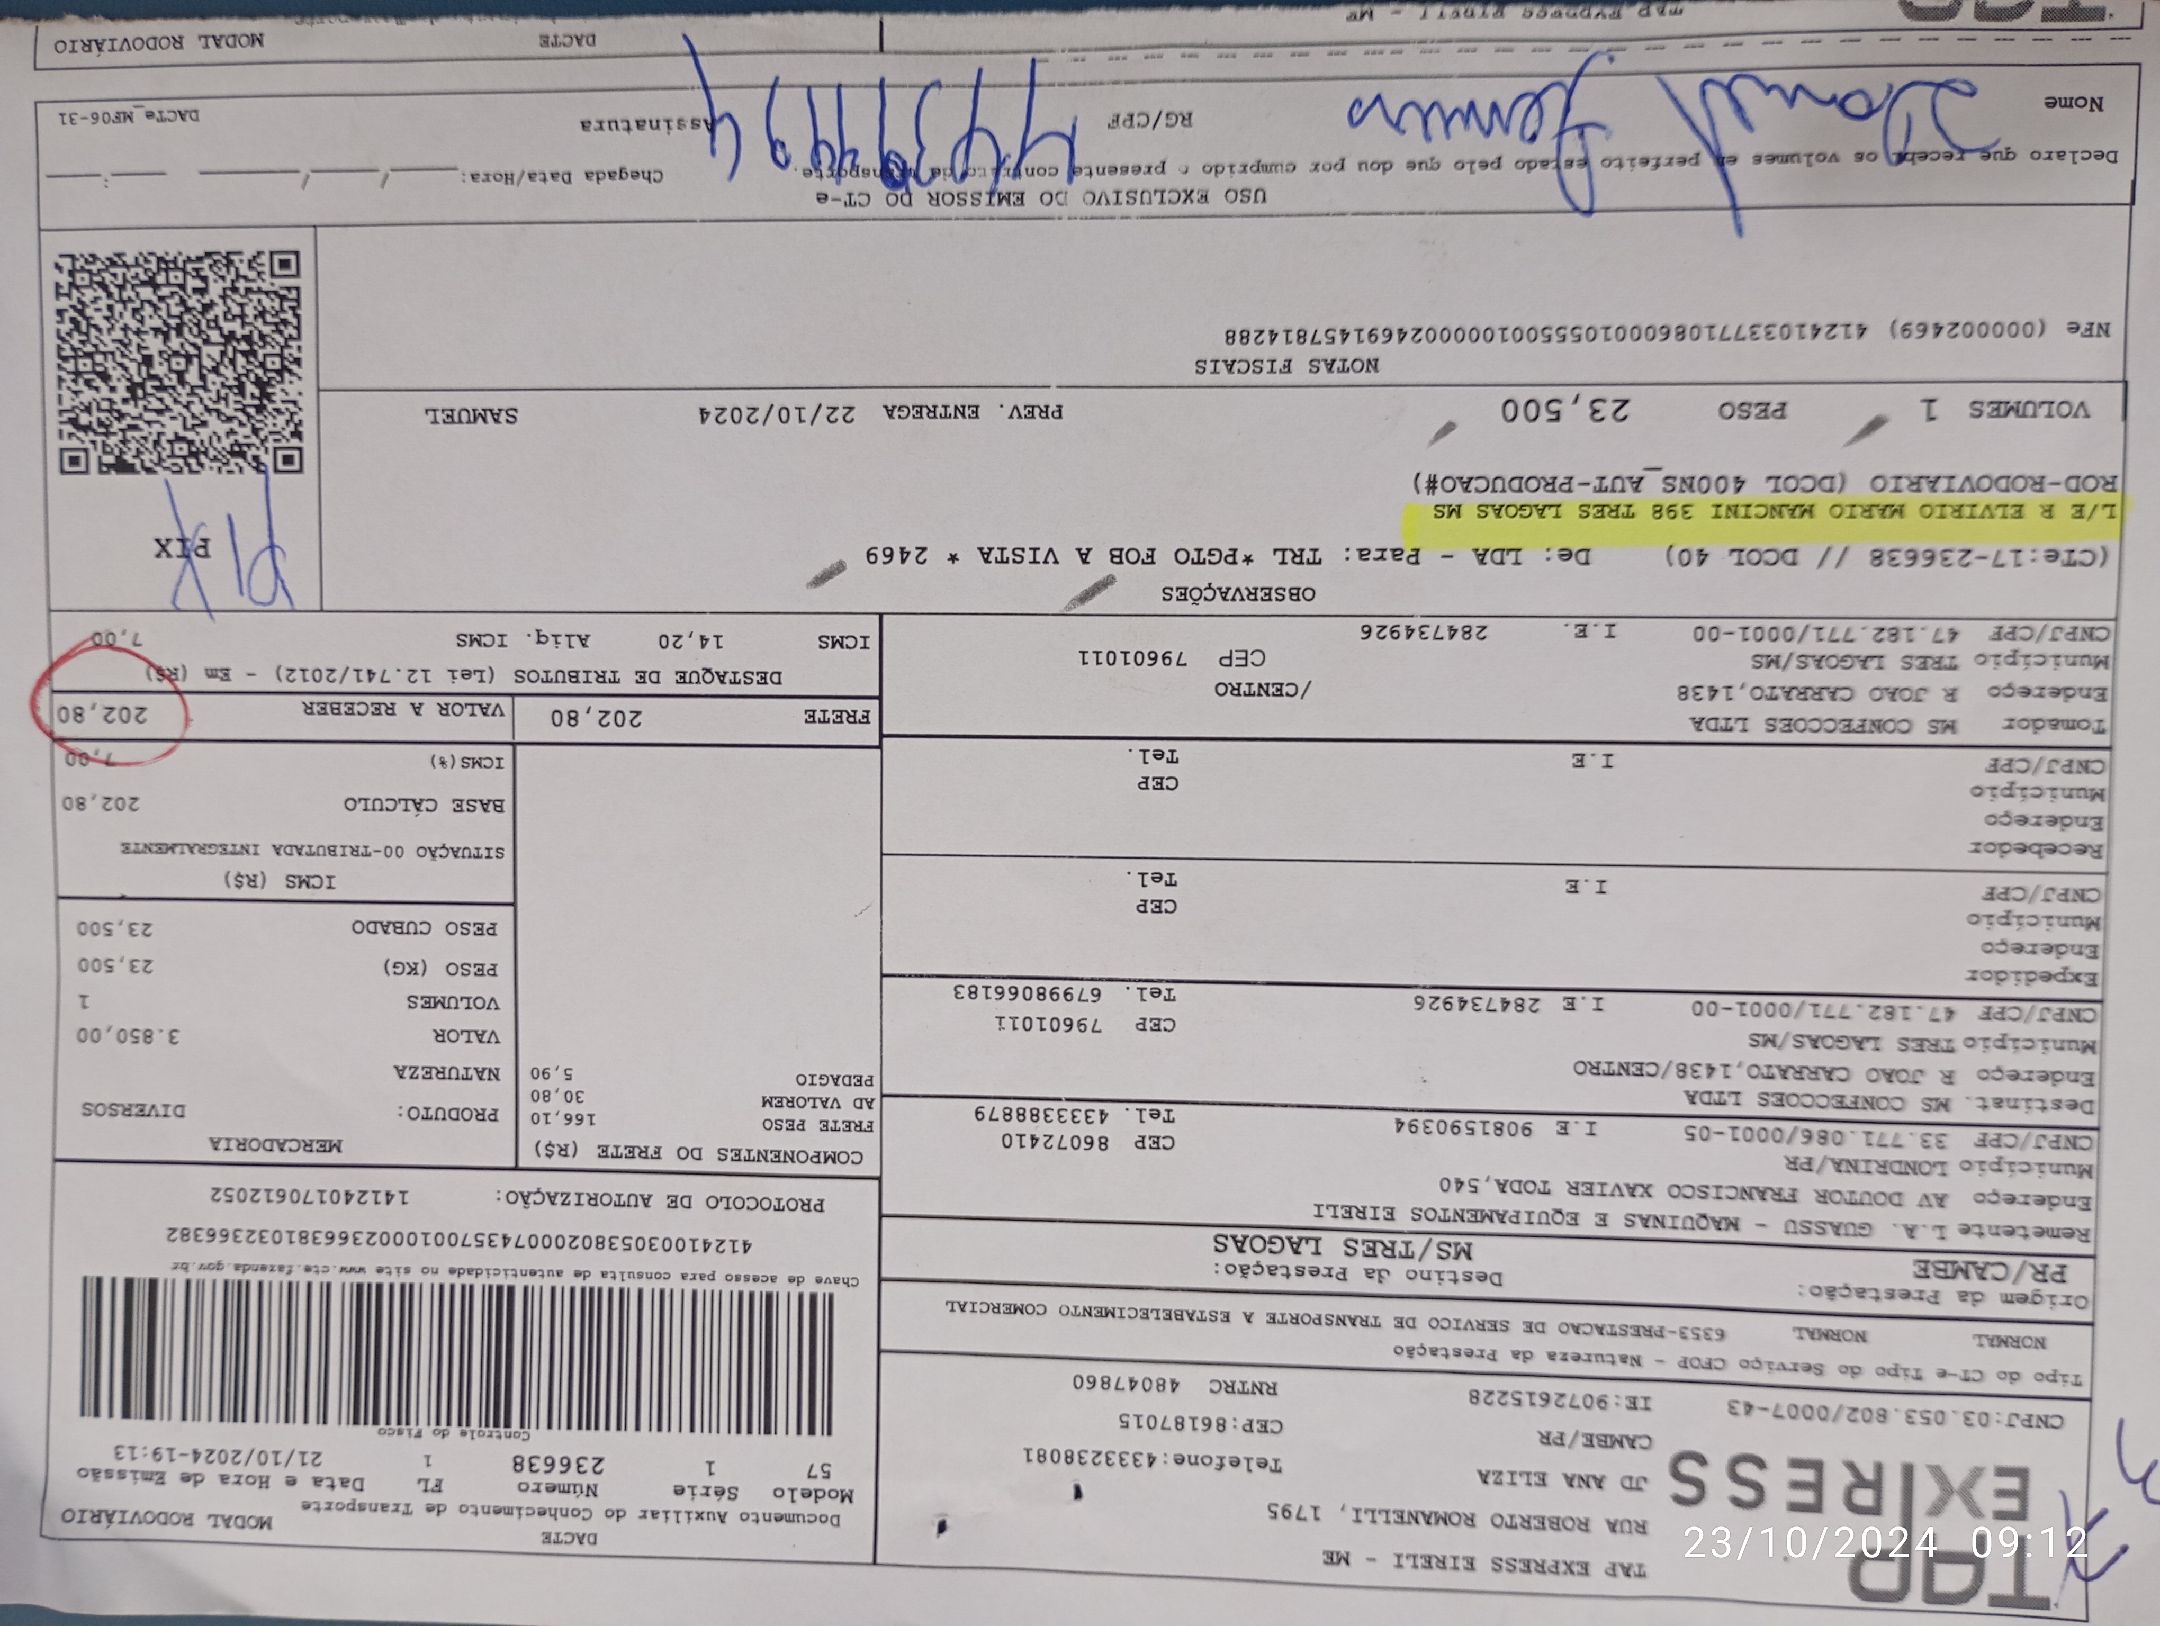 TAP EXPRESS
TAP EXPRESS EIRELI - ME
RUA ROBERTO ROMANELLI, 1795
JD ANA ELIZA Telefone:4333238081
CAMBE/PR CEP:86187015
CNPJ:03.053.802/0007-43 IE:9072615228 RNTRC 48047860
DACTE
Documento Auxiliar do Conhecimento de Transporte
MODAL RODOVIÁRIO
Modelo Série Número FL Data e Hora de Emissão
57 1 236638 1 21/10/2024-19:13
Controle do Fisco
Chave de acesso para consulta de autenticidade no site www.cte.fazenda.gov.br
PROTOCOLO DE AUTORIZAÇÃO: 141240170612052
Tipo do CT-e Tipo do Serviço CFOP - Natureza da Prestação
NORMAL NORMAL 6353-PRESTACAO DE SERVICO DE TRANSPORTE A ESTABELECIMENTO COMERCIAL
Origem da Prestação: Destino da Prestação:
PR/CAMBE MS/TRES LAGOAS
Remetente L.A. GUASSU - MAQUINAS E EQUIPAMENTOS EIRELI
Endereço AV DOUTOR FRANCISCO XAVIER TODA,540
Município LONDRINA/PR CEP 86072410
CNPJ/CPF 33.771.086/0001-05 I.E 9081590394 Tel. 433388879
Destinat. MS CONFECCOES LTDA
Endereço R JOAO CARRATO,1438/CENTRO
Município TRES LAGOAS/MS CEP 79601011
CNPJ/CPF 47.182.771/0001-00 I.E 284734926 Tel. 67998066183
Expedidor
Endereço
Município CEP
CNPJ/CPF I.E Tel.
Recebedor
Endereço
Município CEP
CNPJ/CPF I.E Tel.
Tomador MS CONFECCOES LTDA
Endereço R JOAO CARRATO,1438 /CENTRO
Município TRES LAGOAS/MS CEP 79601011
CNPJ/CPF 47.182.771/0001-00 I.E. 284734926
COMPONENTES DO FRETE (R$)
FRETE PESO 166,10
AD VALOREM 30,80
PEDAGIO 5,90
MERCADORIA
PRODUTO: DIVERSOS
NATUREZA
VALOR 3.850,00
VOLUMES 1
PESO (KG) 23,500
PESO CUBADO 23,500
ICMS (R$)
SITUAÇÃO 00-TRIBUTADA INTEGRALMENTE
BASE CÁLCULO 202,80
ICMS(%) 7,00
FRETE 202,80 VALOR A RECEBER 202,80
DESTAQUE DE TRIBUTOS (Lei 12.741/2012) - Em (R$)
ICMS 14,20 Aliq. ICMS 7,00
OBSERVAÇÕES
(CTe:17-236638 // DCOL 40) De: LDA - Para: TRL *PGTO FOB A VISTA * 2469
L/E R ELVIRIO MARIO MANCINI 398 TRES LAGOAS MS
ROD-RODOVIARIO (DCOL 400NS_AUT-PRODUCAO#)
PIX
PIX
VOLUMES 1 PESO 23,500 PREV. ENTREGA 22/10/2024 SAMUEL
NOTAS FISCAIS
NFe (000002469) 41241033771086000105550010000024691457814288
USO EXCLUSIVO DO EMISSOR DO CT-e
Declaro que recebi os volumes em perfeito estado pelo que dou por cumprido o presente contrato de transporte.
Chegada Data/Hora: / / :
Nome RG/CPF Assinatura
DACTe_MF06-31
DACTE MODAL RODOVIÁRIO
TAP EXPRESS EIRELI - ME
23/10/2024 09:12